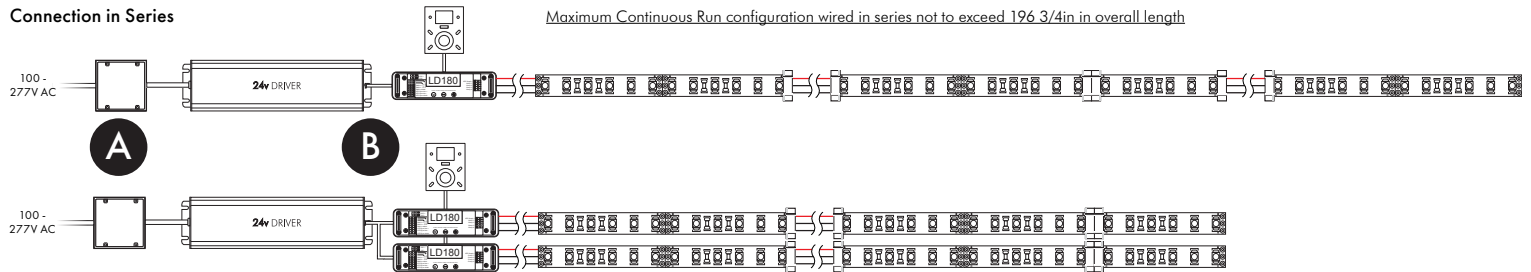 Connection in Series
Maximum Continuous Run configuration wired in series not to exceed 196 3/4in in overall length
100 -
277V AC
24v DRIVER
LD180
A
B
100 -
277V AC
24v DRIVER
LD180
LD180